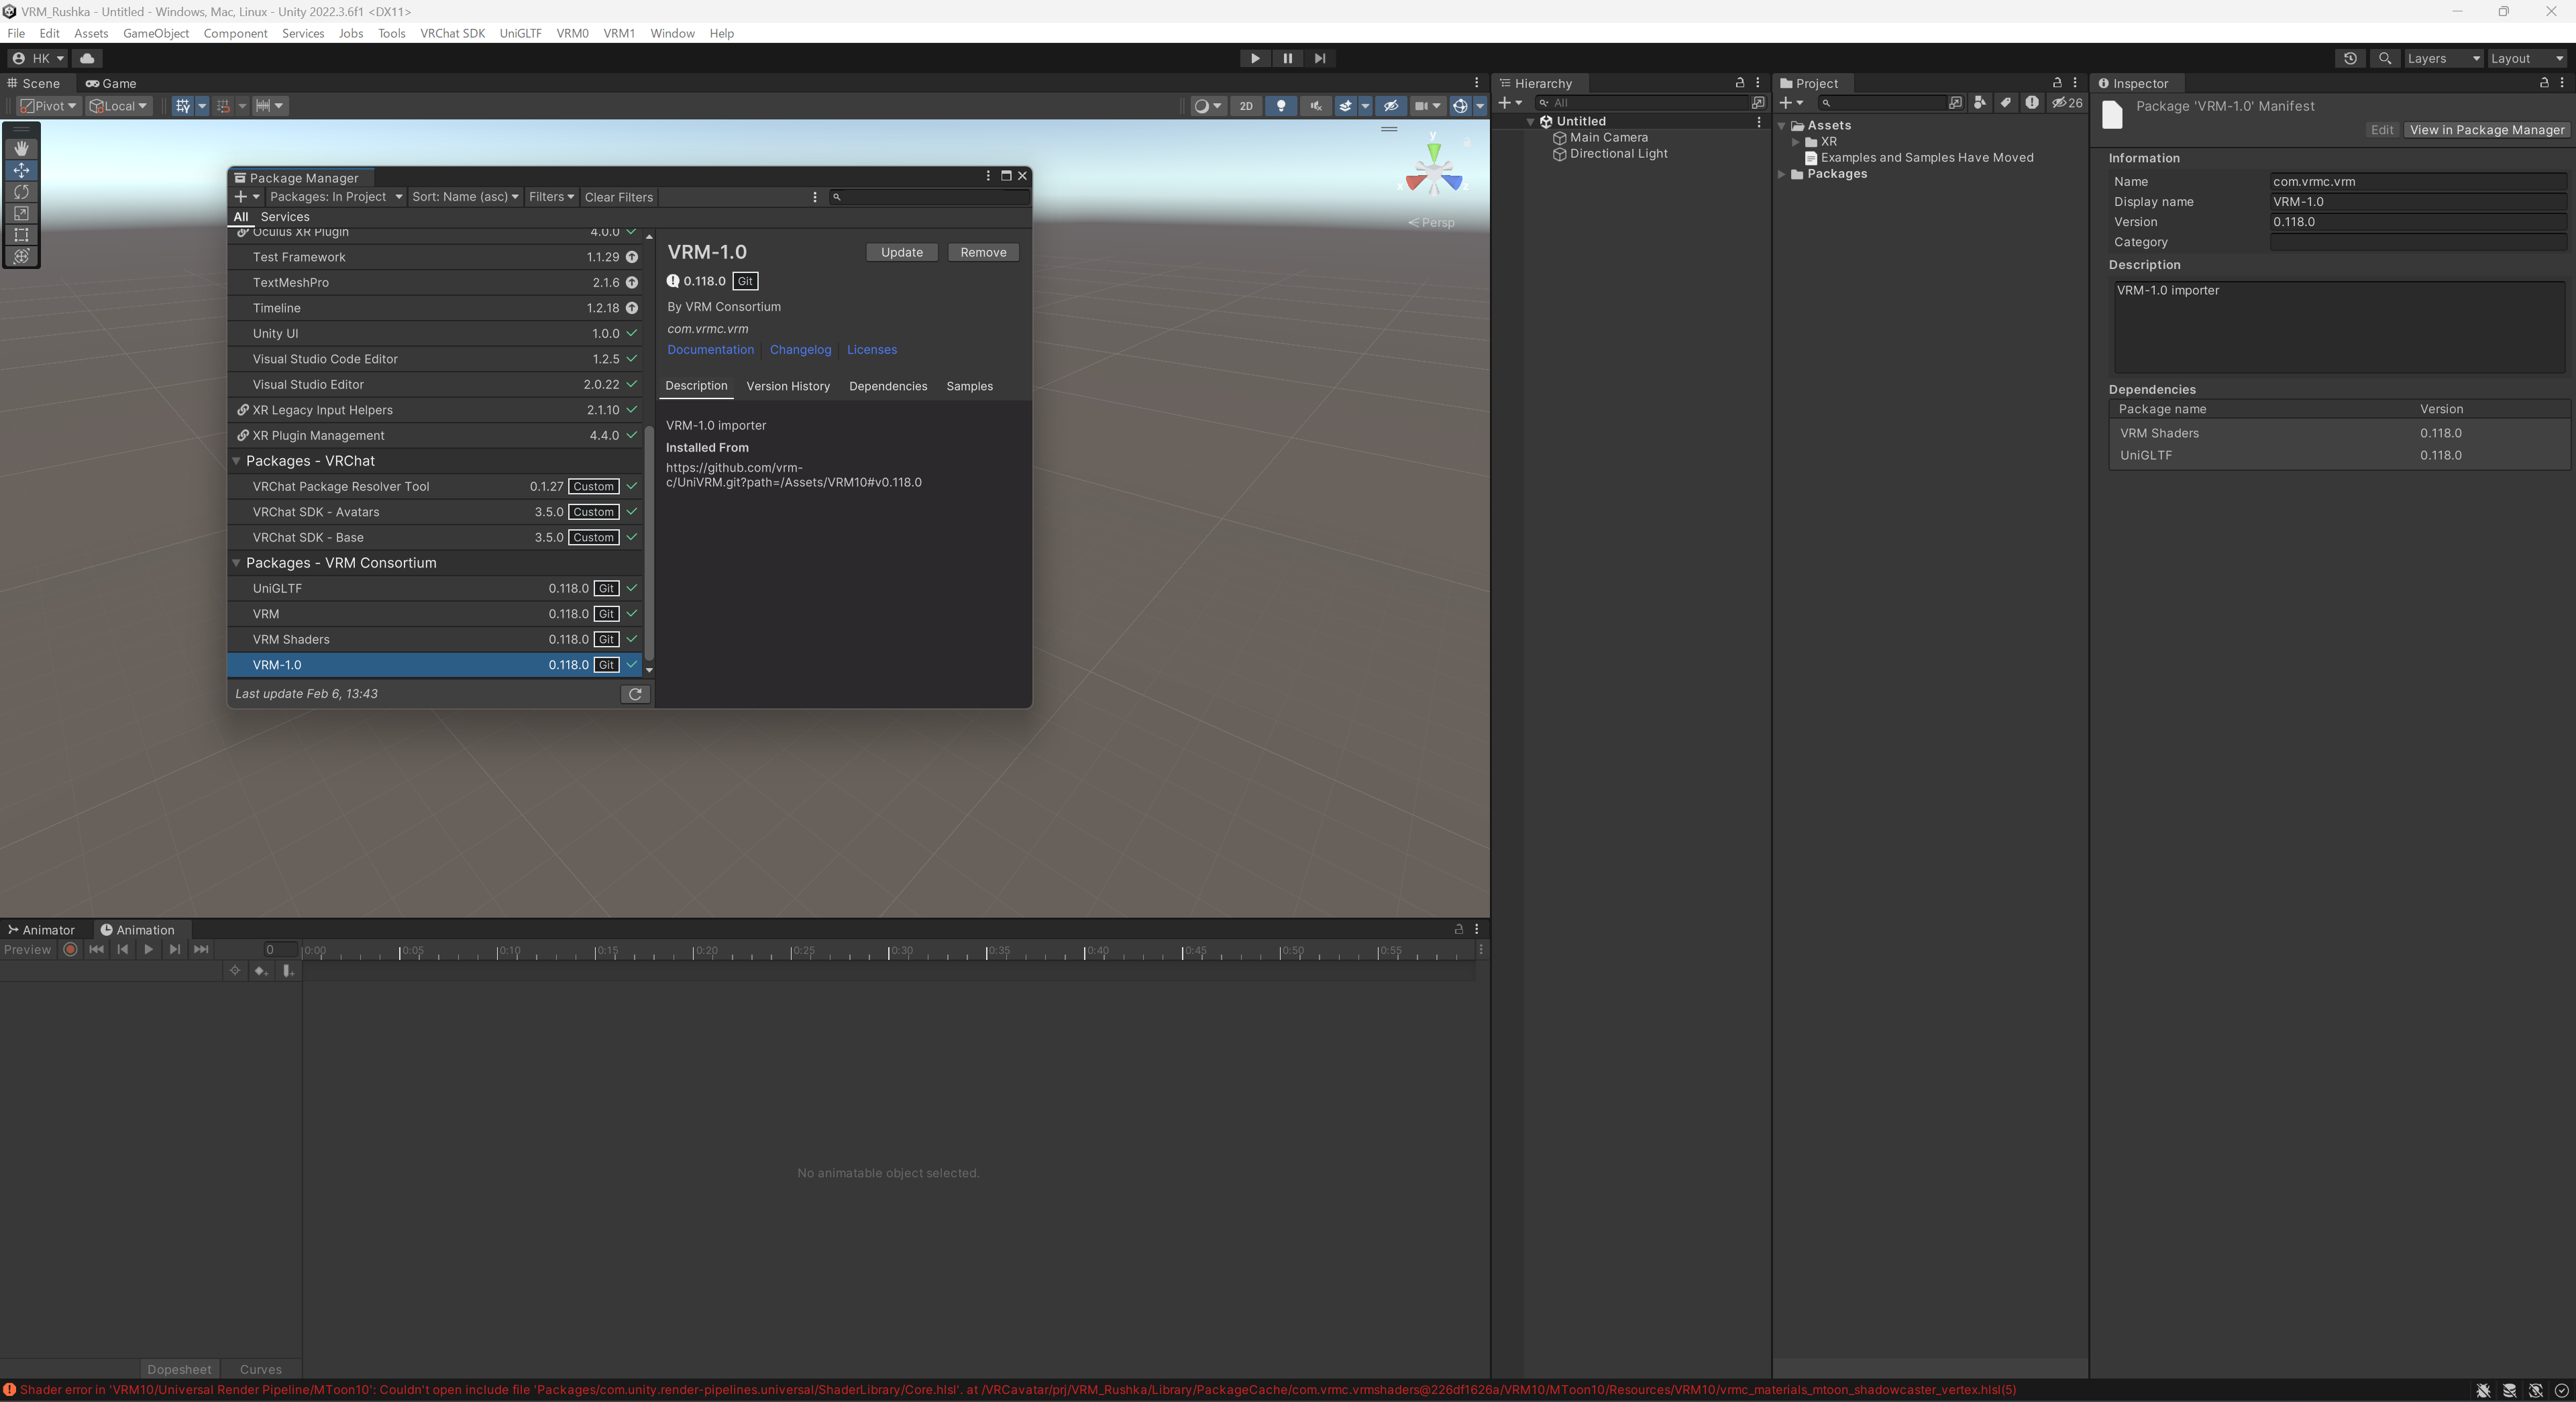 VRM_Rushka - Untitled - Windows, Mac, Linux - Unity 2022.3.6f1 <DX11>
File Edit Assets GameObject Component Services Jobs Tools VRChat SDK UniGLTF VRM0 VRM1 Window Help
HK
Layers Layout
Scene Game
Pivot Local
2D
y
x
z
Persp
Package Manager
Packages: In Project Sort: Name (asc) Filters Clear Filters
All Services
Oculus XR Plugin 4.0.0
Test Framework 1.1.29
TextMeshPro 2.1.6
Timeline 1.2.18
Unity UI 1.0.0
Visual Studio Code Editor 1.2.5
Visual Studio Editor 2.0.22
XR Legacy Input Helpers 2.1.10
XR Plugin Management 4.4.0
Packages - VRChat
VRChat Package Resolver Tool 0.1.27 Custom
VRChat SDK - Avatars 3.5.0 Custom
VRChat SDK - Base 3.5.0 Custom
Packages - VRM Consortium
UniGLTF 0.118.0 Git
VRM 0.118.0 Git
VRM Shaders 0.118.0 Git
VRM-1.0 0.118.0 Git
Last update Feb 6, 13:43
VRM-1.0
Update Remove
0.118.0 Git
By VRM Consortium
com.vrmc.vrm
Documentation Changelog Licenses
Description Version History Dependencies Samples
VRM-1.0 importer
Installed From
https://github.com/vrm-
c/UniVRM.git?path=/Assets/VRM10#v0.118.0
Animator Animation
Preview 0
0:00 0:05 0:10 0:15 0:20 0:25 0:30 0:35 0:40 0:45 0:50 0:55
No animatable object selected.
Dopesheet Curves
Hierarchy
All
Untitled
Main Camera
Directional Light
Project
26
Assets
XR
Examples and Samples Have Moved
Packages
Inspector
Package 'VRM-1.0' Manifest
Edit View in Package Manager
Information
Name com.vrmc.vrm
Display name VRM-1.0
Version 0.118.0
Category
Description
VRM-1.0 importer
Dependencies
Package name Version
VRM Shaders 0.118.0
UniGLTF 0.118.0
Shader error in 'VRM10/Universal Render Pipeline/MToon10': Couldn't open include file 'Packages/com.unity.render-pipelines.universal/ShaderLibrary/Core.hlsl'. at /VRCavatar/prj/VRM_Rushka/Library/PackageCache/com.vrmc.vrmshaders@226df1626a/VRM10/MToon10/Resources/VRM10/vrmc_materials_mtoon_shadowcaster_vertex.hlsl(5)